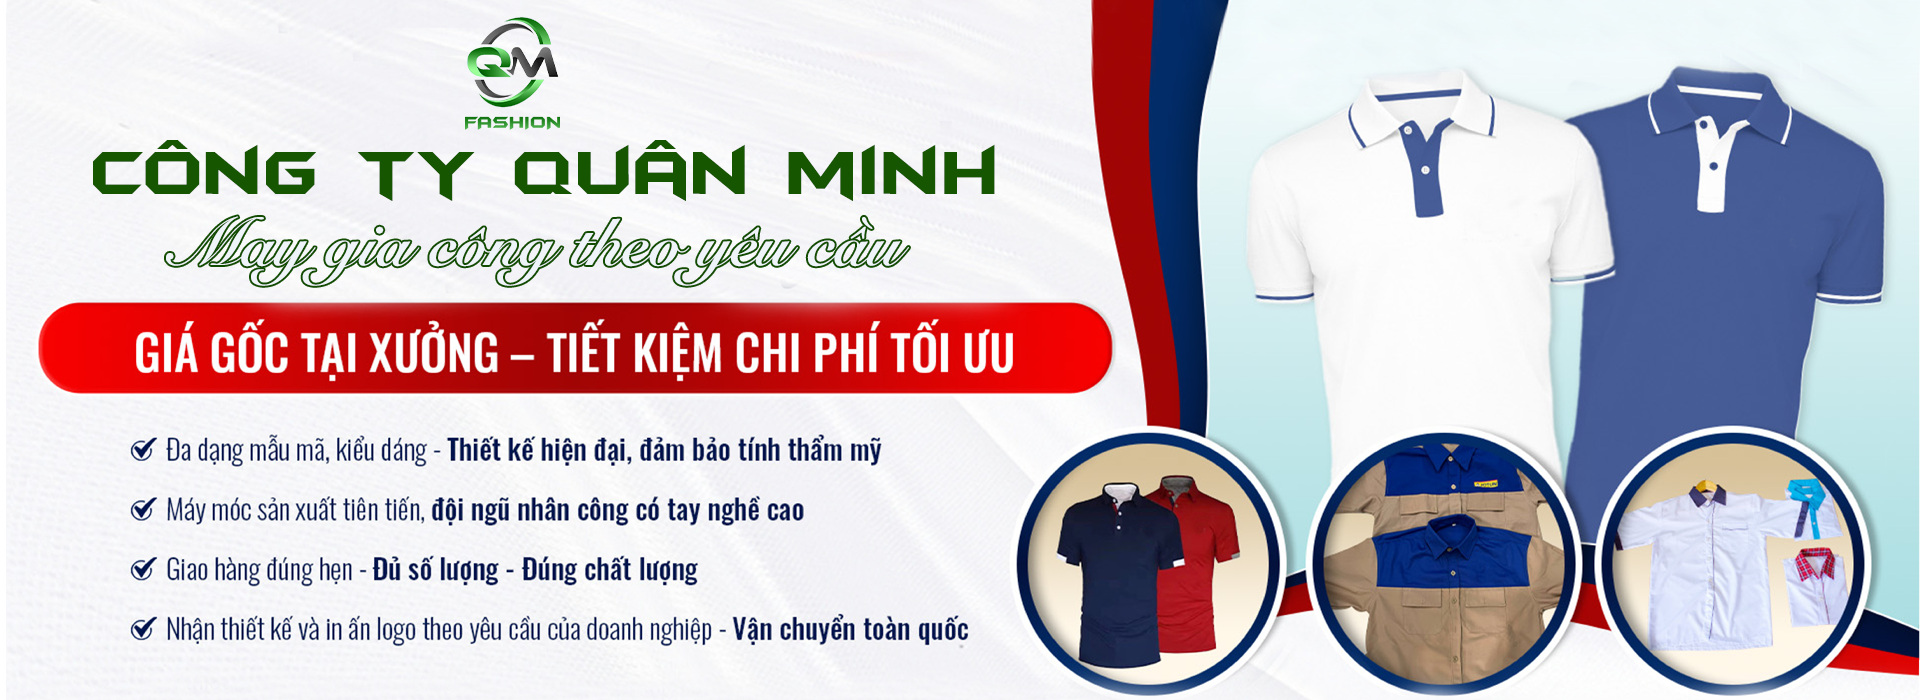 QM
FASHION
CÔNG TY QUÂN MINH
May gia công theo yêu cầu
GIÁ GỐC TẠI XƯỞNG – TIẾT KIỆM CHI PHÍ TỐI ƯU
Đa dạng mẫu mã, kiểu dáng - Thiết kế hiện đại, đảm bảo tính thẩm mỹ
Máy móc sản xuất tiên tiến, đội ngũ nhân công có tay nghề cao
Giao hàng đúng hẹn - Đủ số lượng - Đúng chất lượng
Nhận thiết kế và in ấn logo theo yêu cầu của doanh nghiệp - Vận chuyển toàn quốc